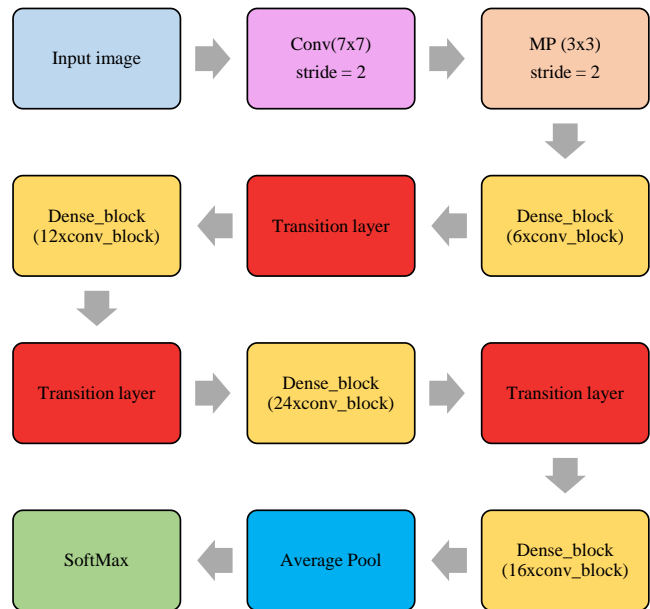 Input image
Conv(7x7)
stride = 2
MP (3x3)
stride = 2
Dense_block
(12xconv_block)
Transition layer
Dense_block
(6xconv_block)
Transition layer
Dense_block
(24xconv_block)
Transition layer
SoftMax
Average Pool
Dense_block
(16xconv_block)